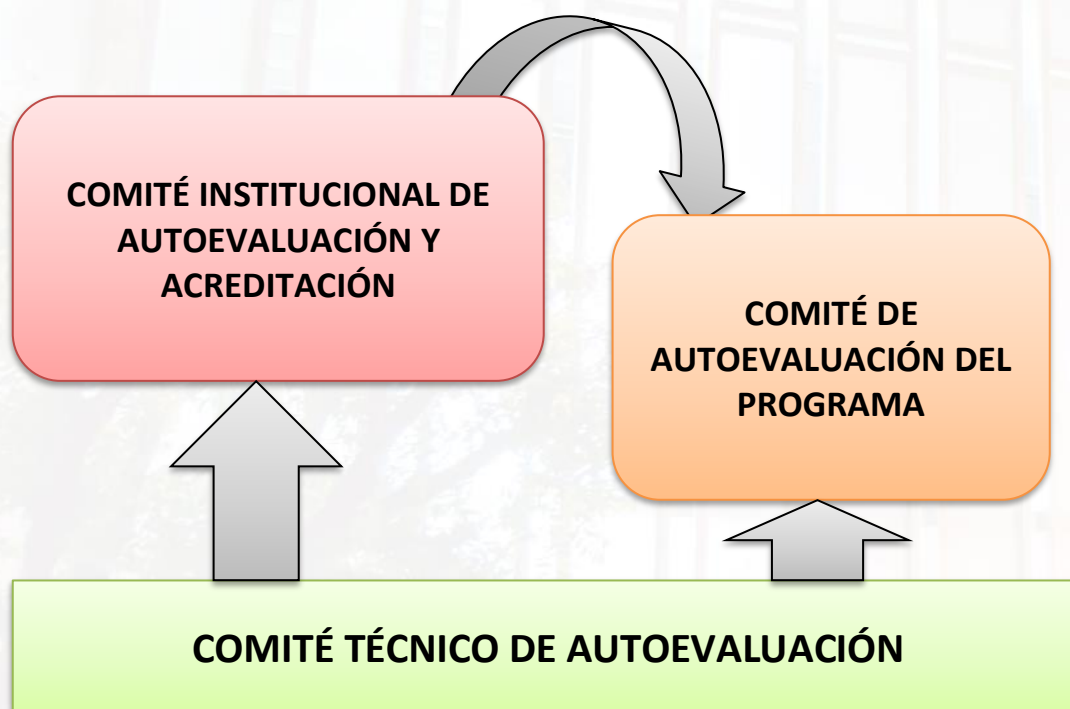 COMITÉ INSTITUCIONAL DE
AUTOEVALUACIÓN Y
ACREDITACIÓN
COMITÉ DE
AUTOEVALUACIÓN DEL
PROGRAMA
COMITÉ TÉCNICO DE AUTOEVALUACIÓN